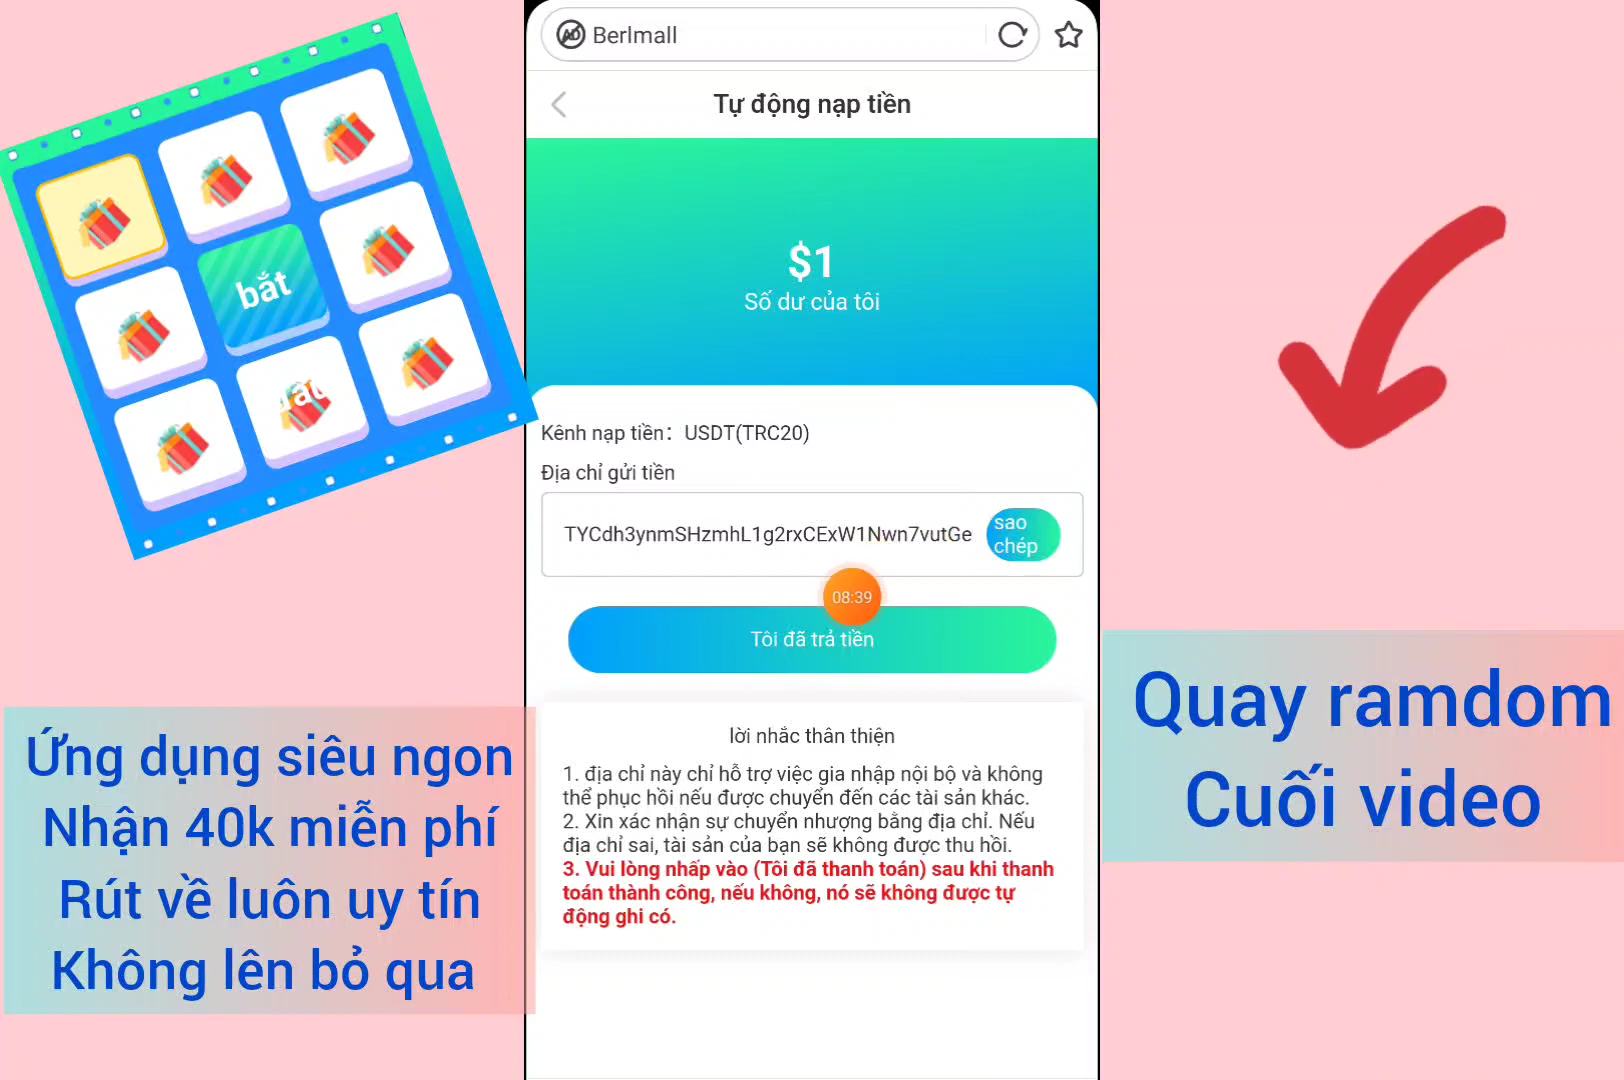 Berlmall
Tự động nạp tiền
$1
Số dư của tôi
Kênh nạp tiền: USDT(TRC20)
Địa chỉ gửi tiền
TYCdh3ynmSHzmhL1g2rxCExW1Nwn7vutGe
sao
chép
08:39
Tôi đã trả tiền
lời nhắc thân thiện
1. địa chỉ này chỉ hỗ trợ việc gia nhập nội bộ và không
thể phục hồi nếu được chuyển đến các tài sản khác.
2. Xin xác nhận sự chuyển nhượng bằng địa chỉ. Nếu
địa chỉ sai, tài sản của bạn sẽ không được thu hồi.
3. Vui lòng nhấp vào (Tôi đã thanh toán) sau khi thanh
toán thành công, nếu không, nó sẽ không được tự
động ghi có.
bắt
Ứng dụng siêu ngon
Nhận 40k miễn phí
Rút về luôn uy tín
Không lên bỏ qua
Quay ramdom
Cuối video